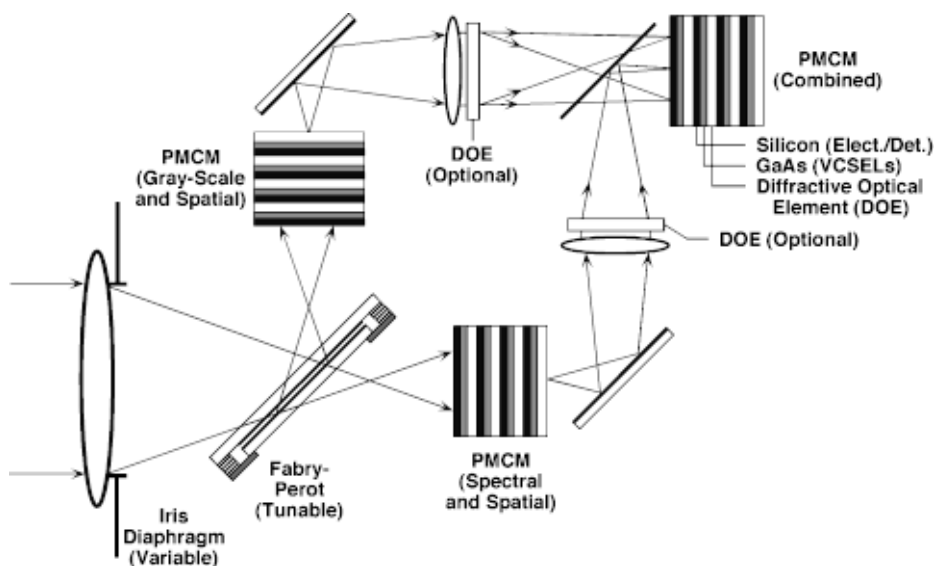 PMCM
(Combined)
Silicon (Elect./Det.)
GaAs (VCSELs)
Diffractive Optical
Element (DOE)
DOE
(Optional)
PMCM
(Gray-Scale
and Spatial)
DOE (Optional)
Fabry-
Perot
(Tunable)
PMCM
(Spectral
and Spatial)
Iris
Diaphragm
(Variable)